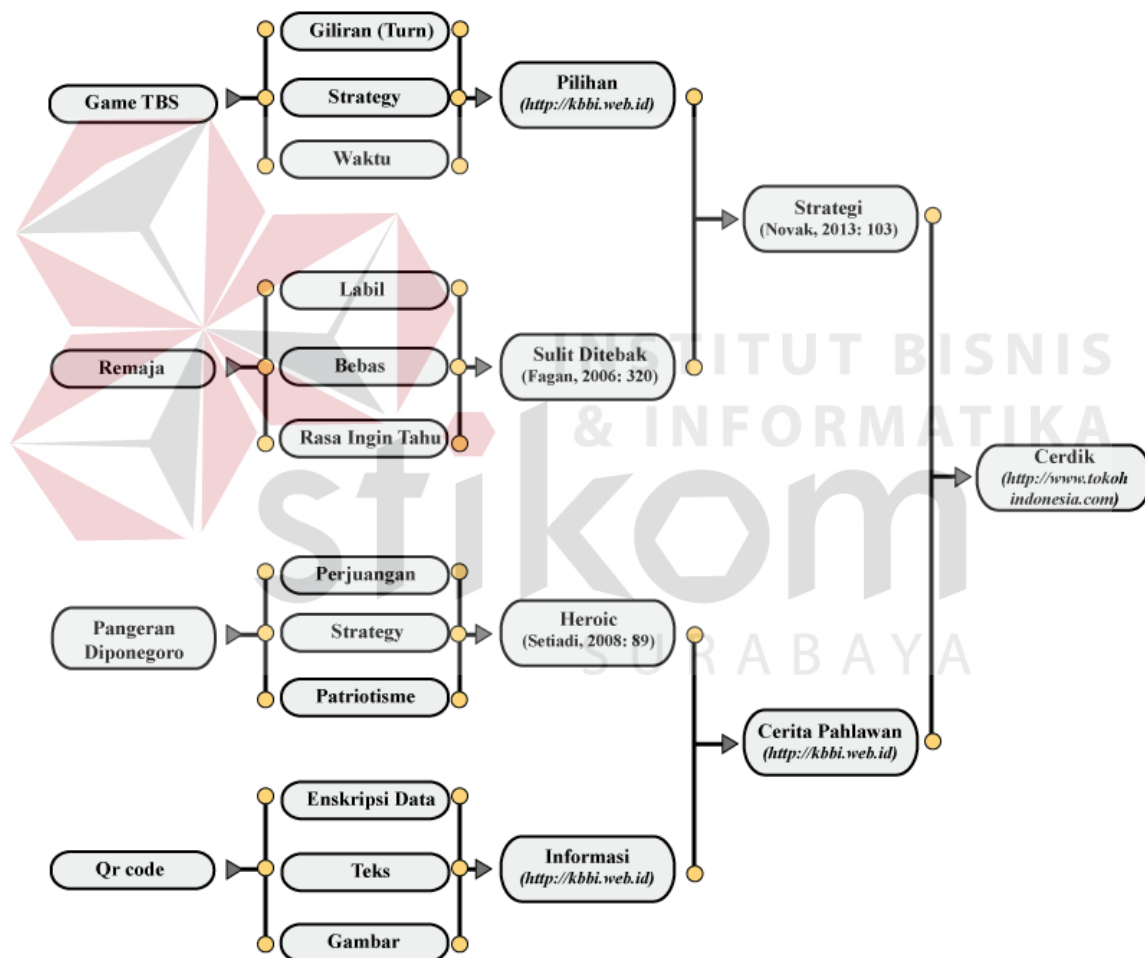 Giliran (Turn)
Game TBS
Strategy
Waktu
Pilihan
(http://kbbi.web.id)
Labil
Remaja
Bebas
Rasa Ingin Tahu
Sulit Ditebak
(Fagan, 2006: 320)
Strategi
(Novak, 2013: 103)
Perjuangan
Pangeran
Diponegoro
Strategy
Patriotisme
Heroic
(Setiadi, 2008: 89)
Enskripsi Data
Qr code
Teks
Gambar
Informasi
(http://kbbi.web.id)
Cerita Pahlawan
(http://kbbi.web.id)
Cerdik
(http://www.tokoh
indonesia.com)
INSTITUT BISNIS
& INFORMATIKA
stikom
SURABAYA